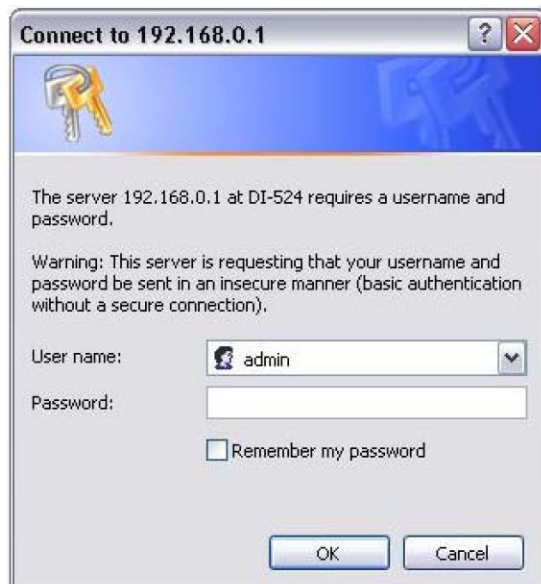 Connect to 192.168.0.1
?
The server 192.168.0.1 at DI-524 requires a username and
password.
Warning: This server is requesting that your username and
password be sent in an insecure manner (basic authentication
without a secure connection).
User name:
admin
Password:
Remember my password
OK
Cancel